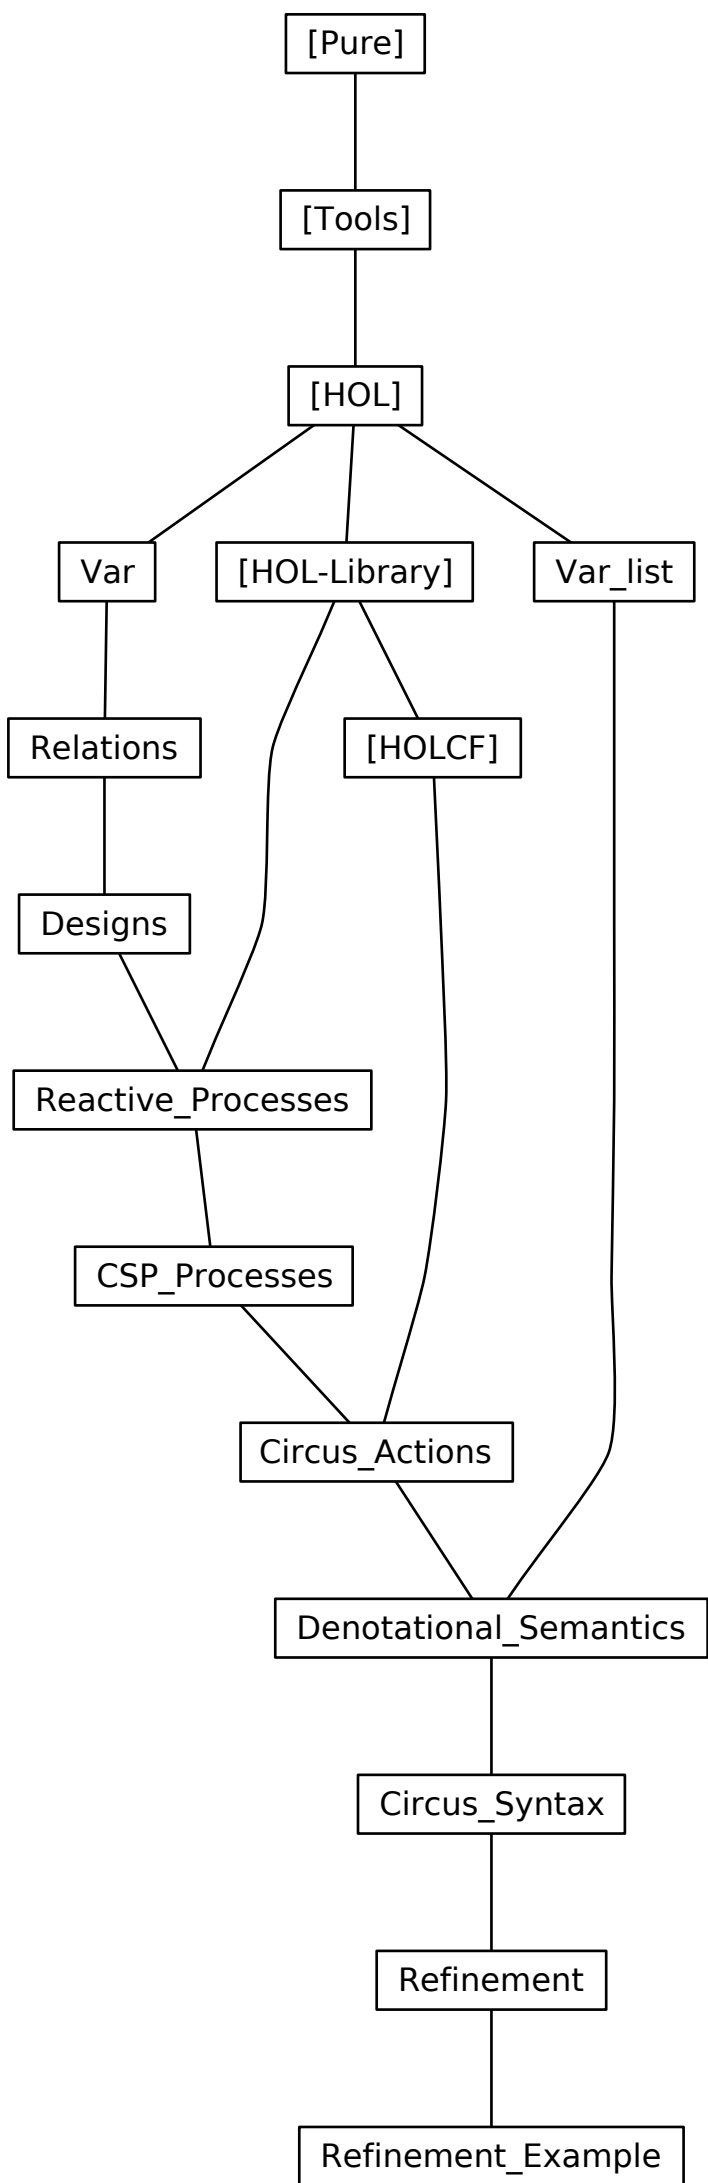 [Pure]
[Tools]
[HOL]
Var
[HOL-Library]
Var_list
Relations
[HOLCF]
Designs
Reactive_Processes
CSP_Processes
Circus_Actions
Denotational_Semantics
Circus_Syntax
Refinement
Refinement_Example